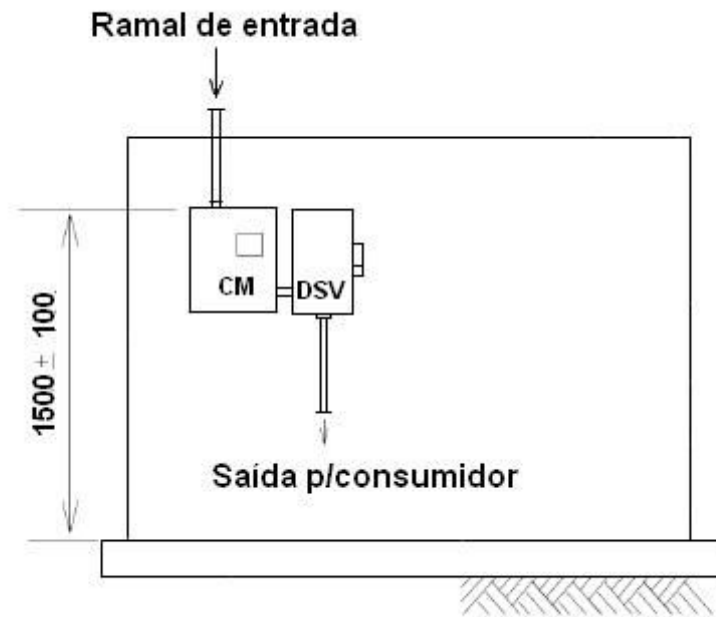 Ramal de entrada
CM
DSV
1500 ± 100
Saída p/consumidor